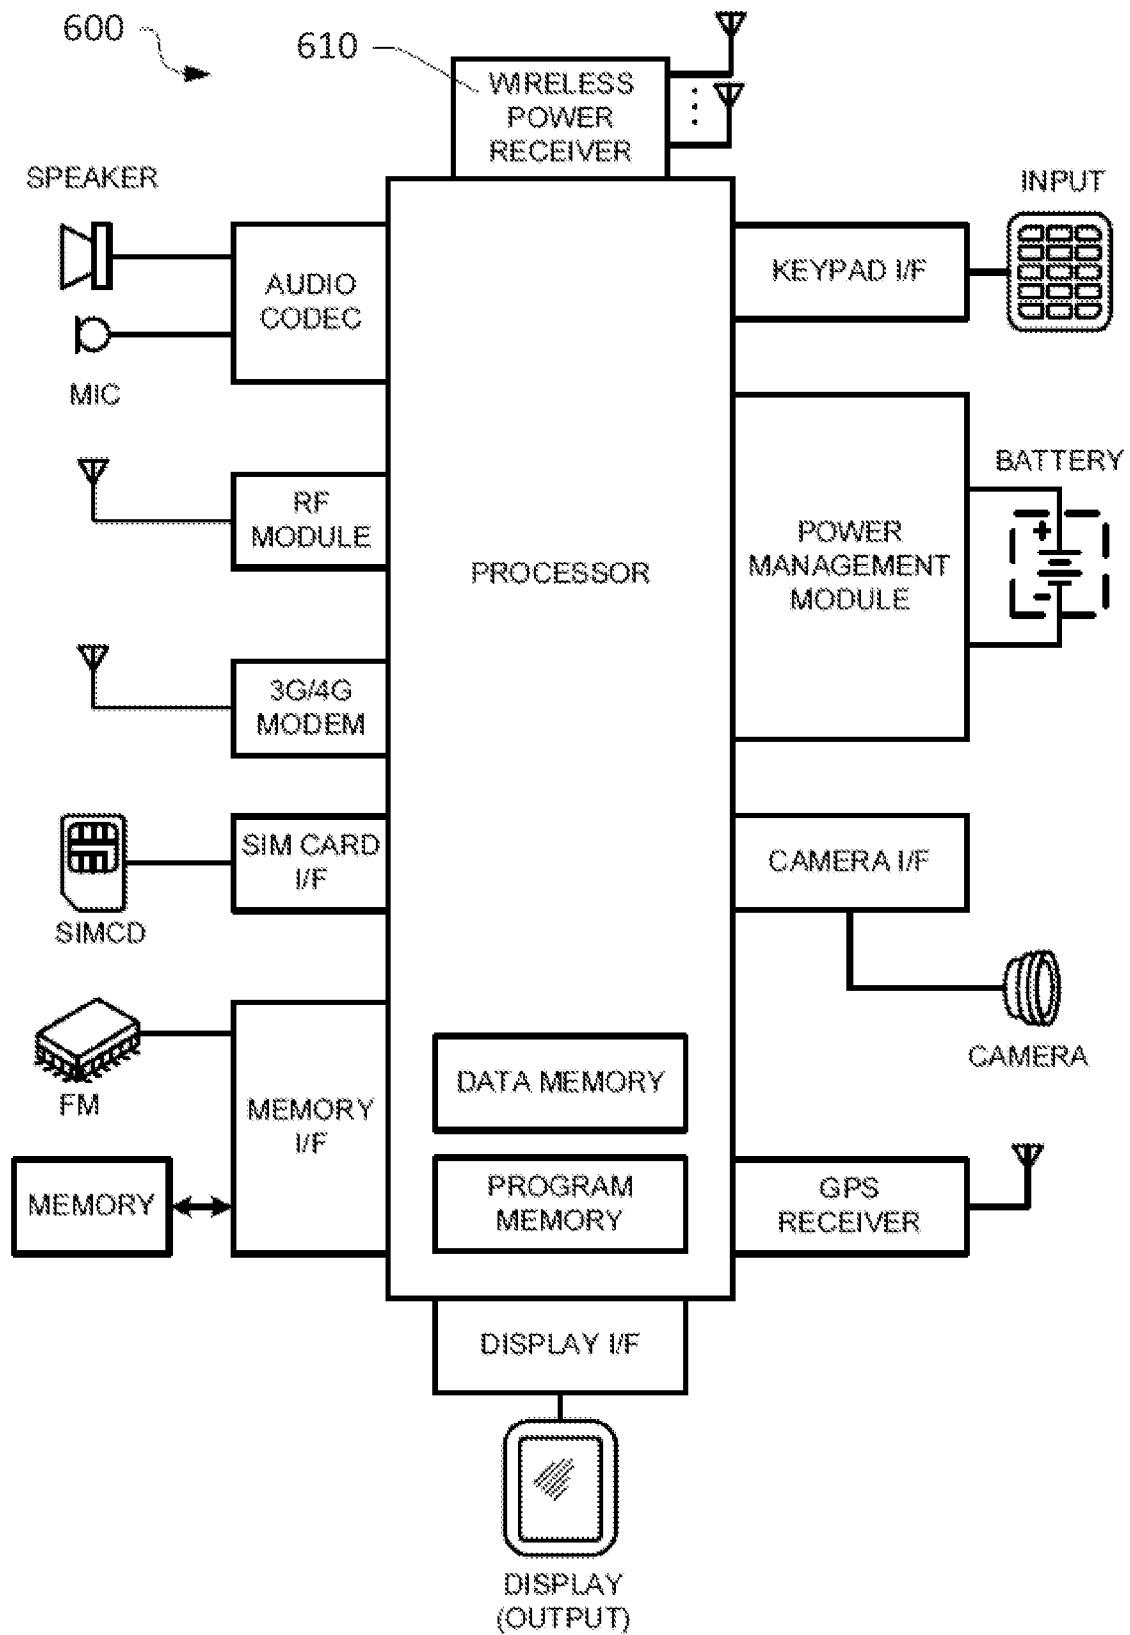 600
610
WIRELESS
POWER
RECEIVER
SPEAKER
INPUT
AUDIO
CODEC
KEYPAD I/F
MIC
BATTERY
RF
MODULE
PROCESSOR
POWER
MANAGEMENT
MODULE
+
-
3G/4G
MODEM
SIM CARD
I/F
CAMERA I/F
SIMCD
CAMERA
DATA MEMORY
FM
MEMORY
I/F
MEMORY
PROGRAM
MEMORY
GPS
RECEIVER
DISPLAY I/F
DISPLAY
(OUTPUT)